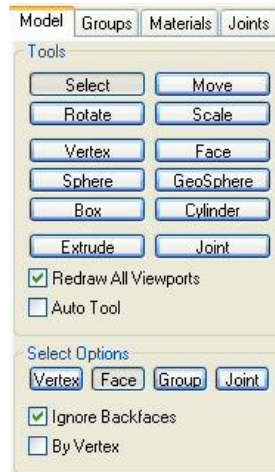 Model Groups Materials Joints
Tools
Select Move
Rotate Scale
Vertex Face
Sphere GeoSphere
Box Cylinder
Extrude Joint
Redraw All Viewports
Auto Tool
Select Options
Vertex Face Group Joint
Ignore Backfaces
By Vertex